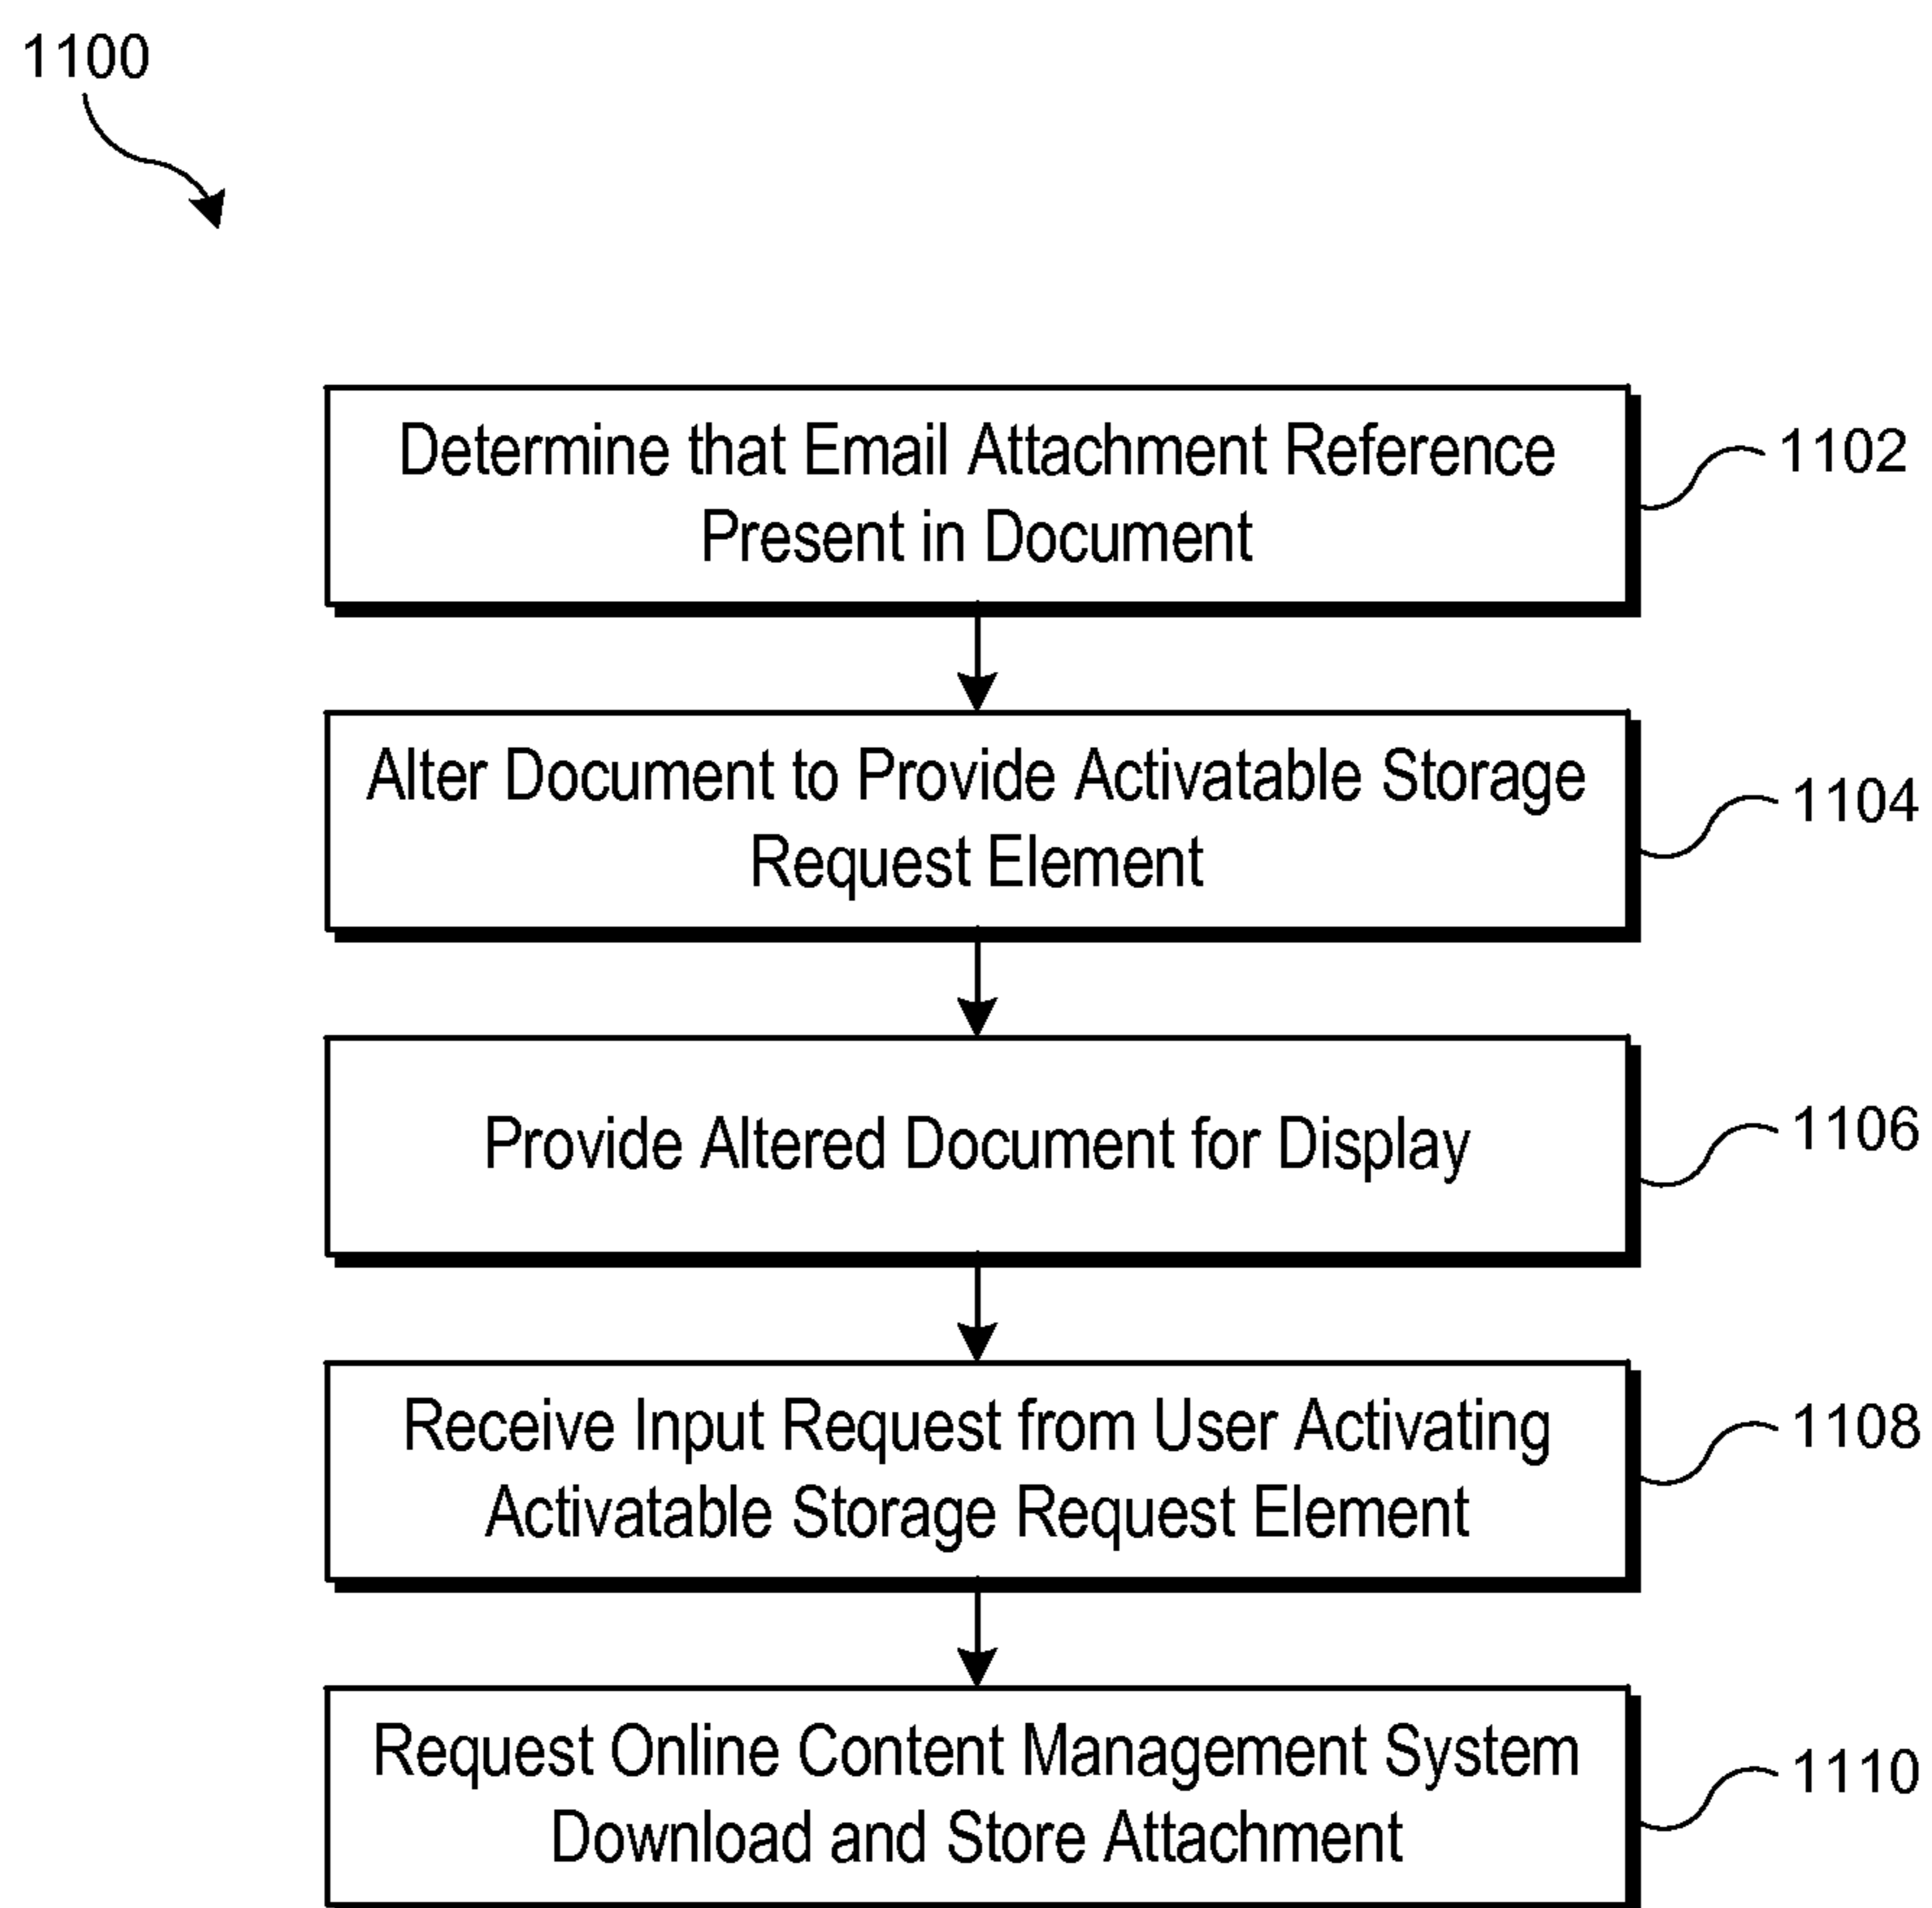 1100
Determine that Email Attachment Reference
Present in Document
1102
Alter Document to Provide Activatable Storage
Request Element
1104
Provide Altered Document for Display
1106
Receive Input Request from User Activating
Activatable Storage Request Element
1108
Request Online Content Management System
Download and Store Attachment
1110